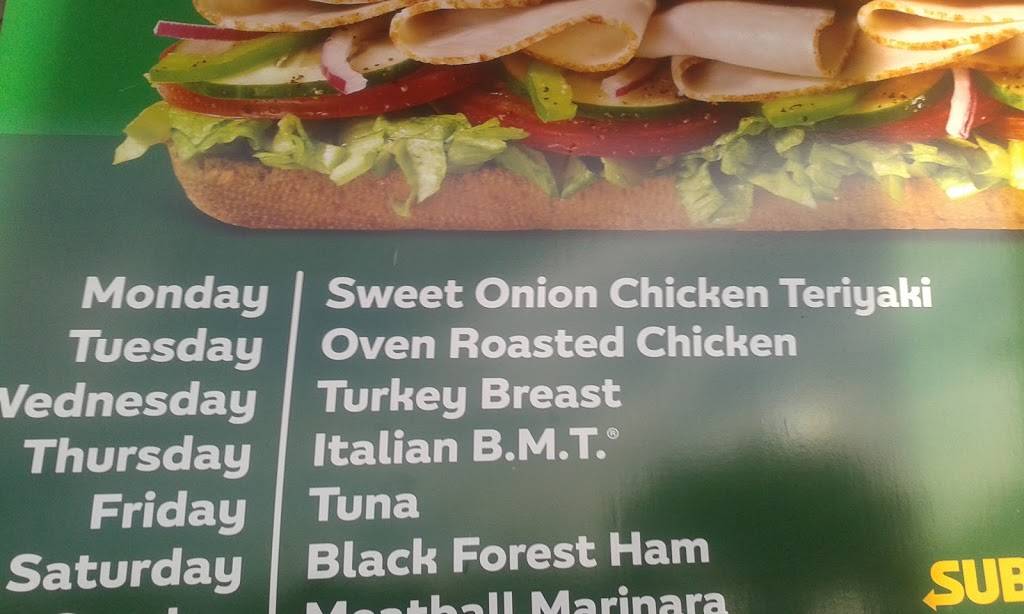 Monday Sweet Onion Chicken Teriyaki
Tuesday Oven Roasted Chicken
Wednesday Turkey Breast
Thursday Italian B.M.T.®
Friday Tuna
Saturday Black Forest Ham
Meatball Marinara
SUB